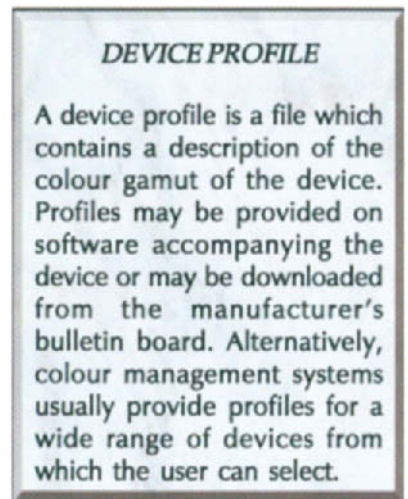 DEVICE PROFILE
A device profile is a file which
contains a description of the
colour gamut of the device.
Profiles may be provided on
software accompanying the
device or may be downloaded
from the manufacturer's
bulletin board. Alternatively,
colour management systems
usually provide profiles for a
wide range of devices from
which the user can select.